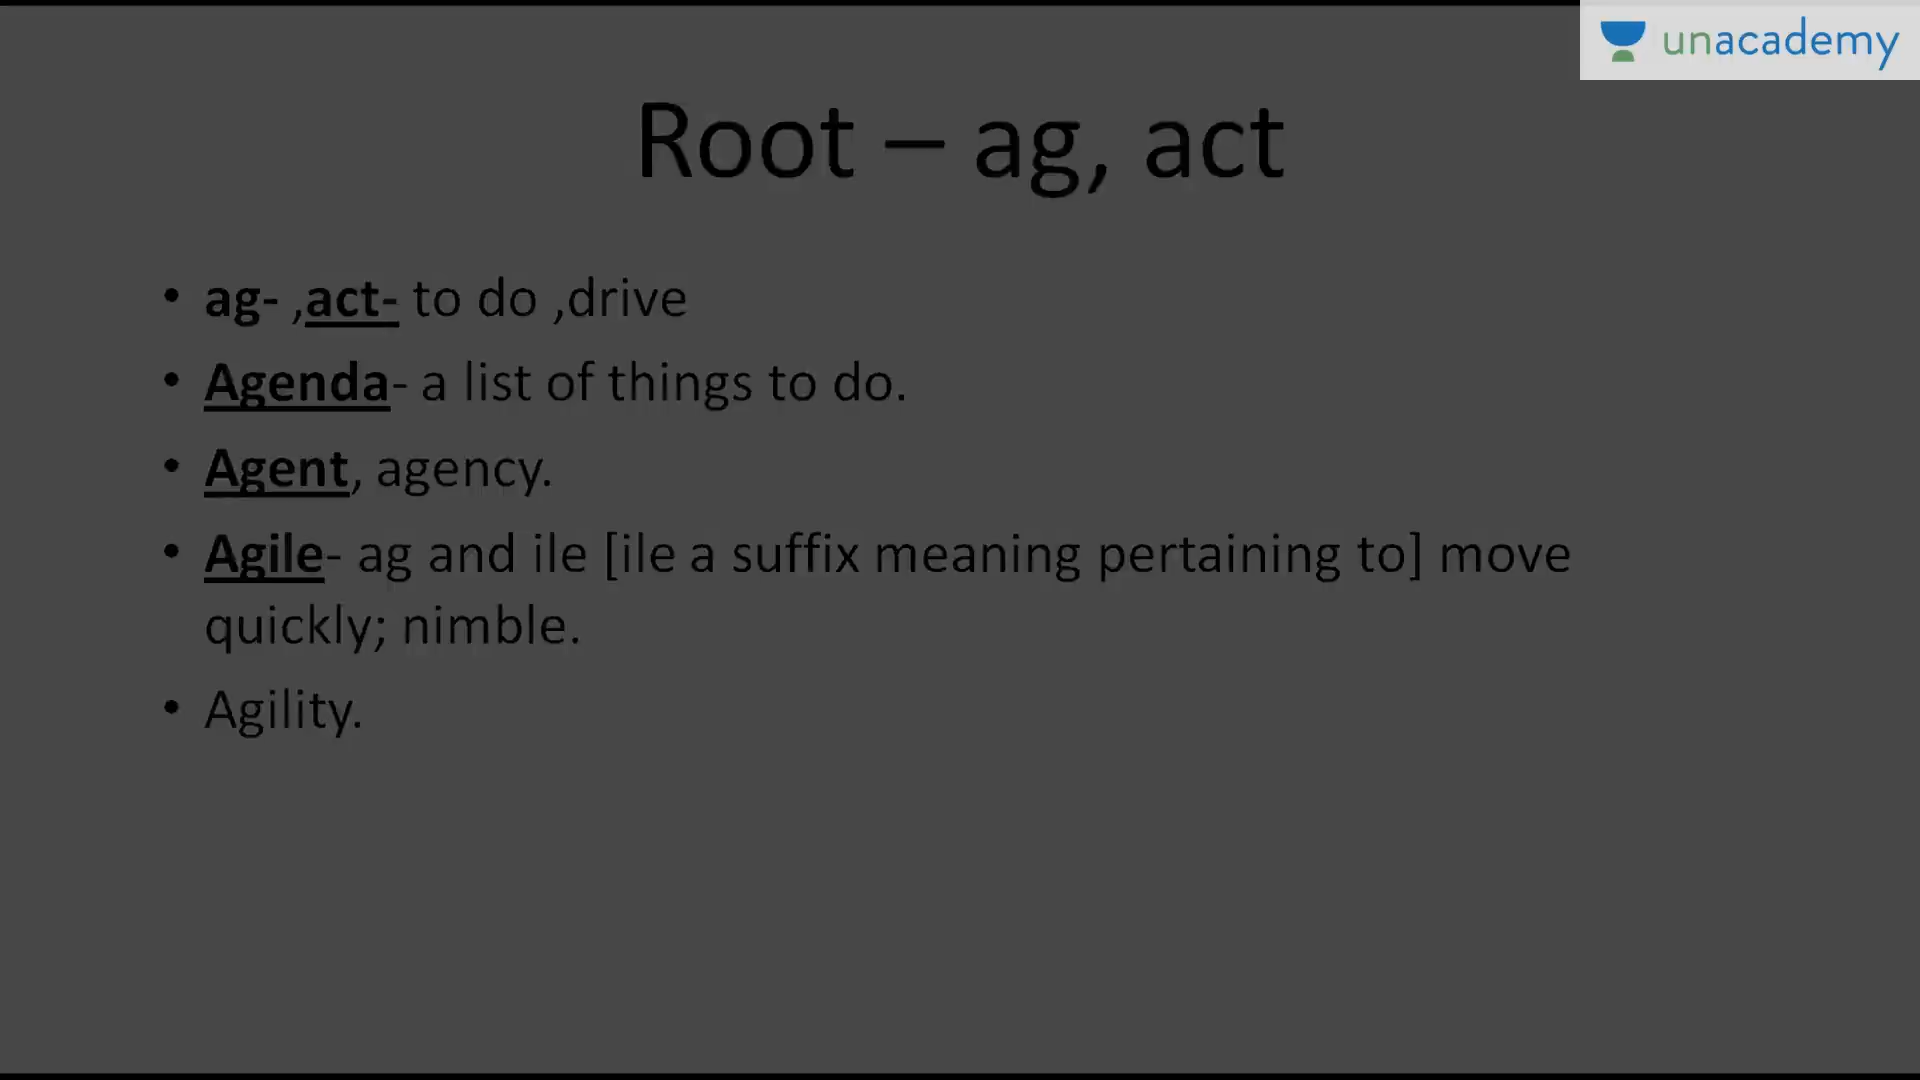 unacademy
Root – ag, act
• ag- ,act- to do ,drive
• Agenda- a list of things to do.
• Agent, agency.
• Agile- ag and ile [ile a suffix meaning pertaining to] move
quickly; nimble.
• Agility.